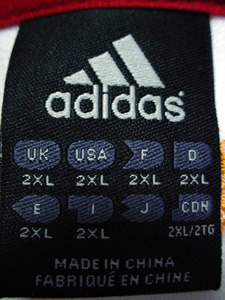 adidas
UK USA F D
2XL 2XL 2XL 2XL
E I J CDN
2XL 2XL 2XL/2TG
MADE IN CHINA
FABRIQUÉ EN CHINE